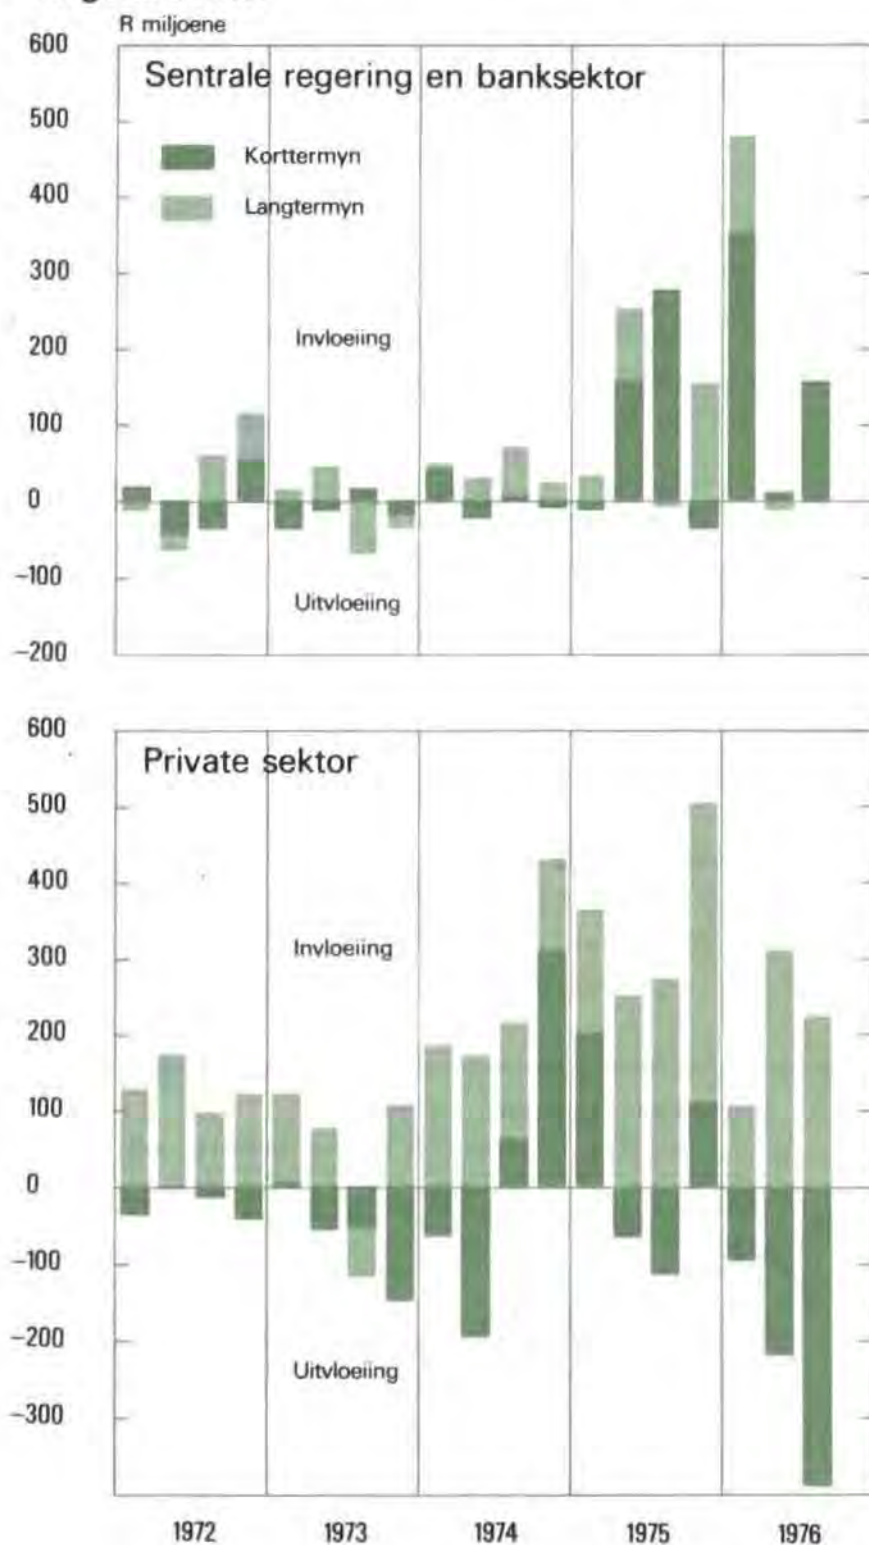 R miljoene
600
Sentrale regering en banksektor
500
Korttermyn
400
Langtermyn
300
Invloeiing
200
100
0
−100
Uitvloeiing
−200
600
Private sektor
500
400
Invloeiing
300
200
100
0
−100
−200
Uitvloeiing
−300
1972 1973 1974 1975 1976